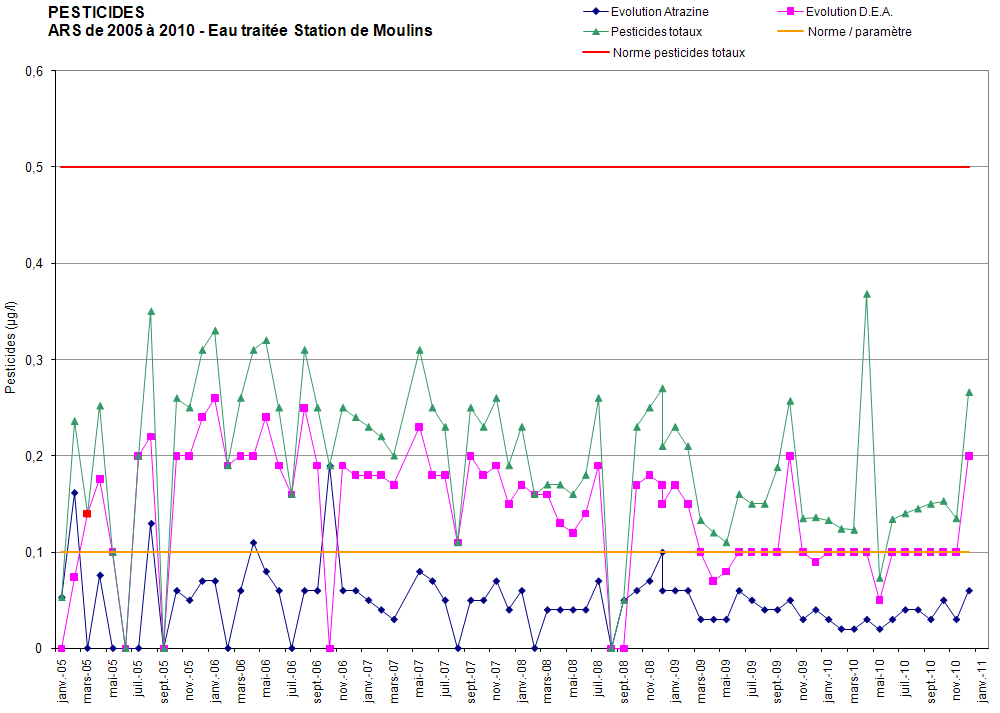 PESTICIDES
ARS de 2005 à 2010 - Eau traitée Station de Moulins
Evolution Atrazine
Evolution D.E.A.
Pesticides totaux
Norme / paramètre
Norme pesticides totaux
Pesticides (µg/l)
0,6
0,5
0,4
0,3
0,2
0,1
0
janv.-05
mars-05
mai-05
juil.-05
sept.-05
nov.-05
janv.-06
mars-06
mai-06
juil.-06
sept.-06
nov.-06
janv.-07
mars-07
mai-07
juil.-07
sept.-07
nov.-07
janv.-08
mars-08
mai-08
juil.-08
sept.-08
nov.-08
janv.-09
mars-09
mai-09
juil.-09
sept.-09
nov.-09
janv.-10
mars-10
mai-10
juil.-10
sept.-10
nov.-10
janv.-11